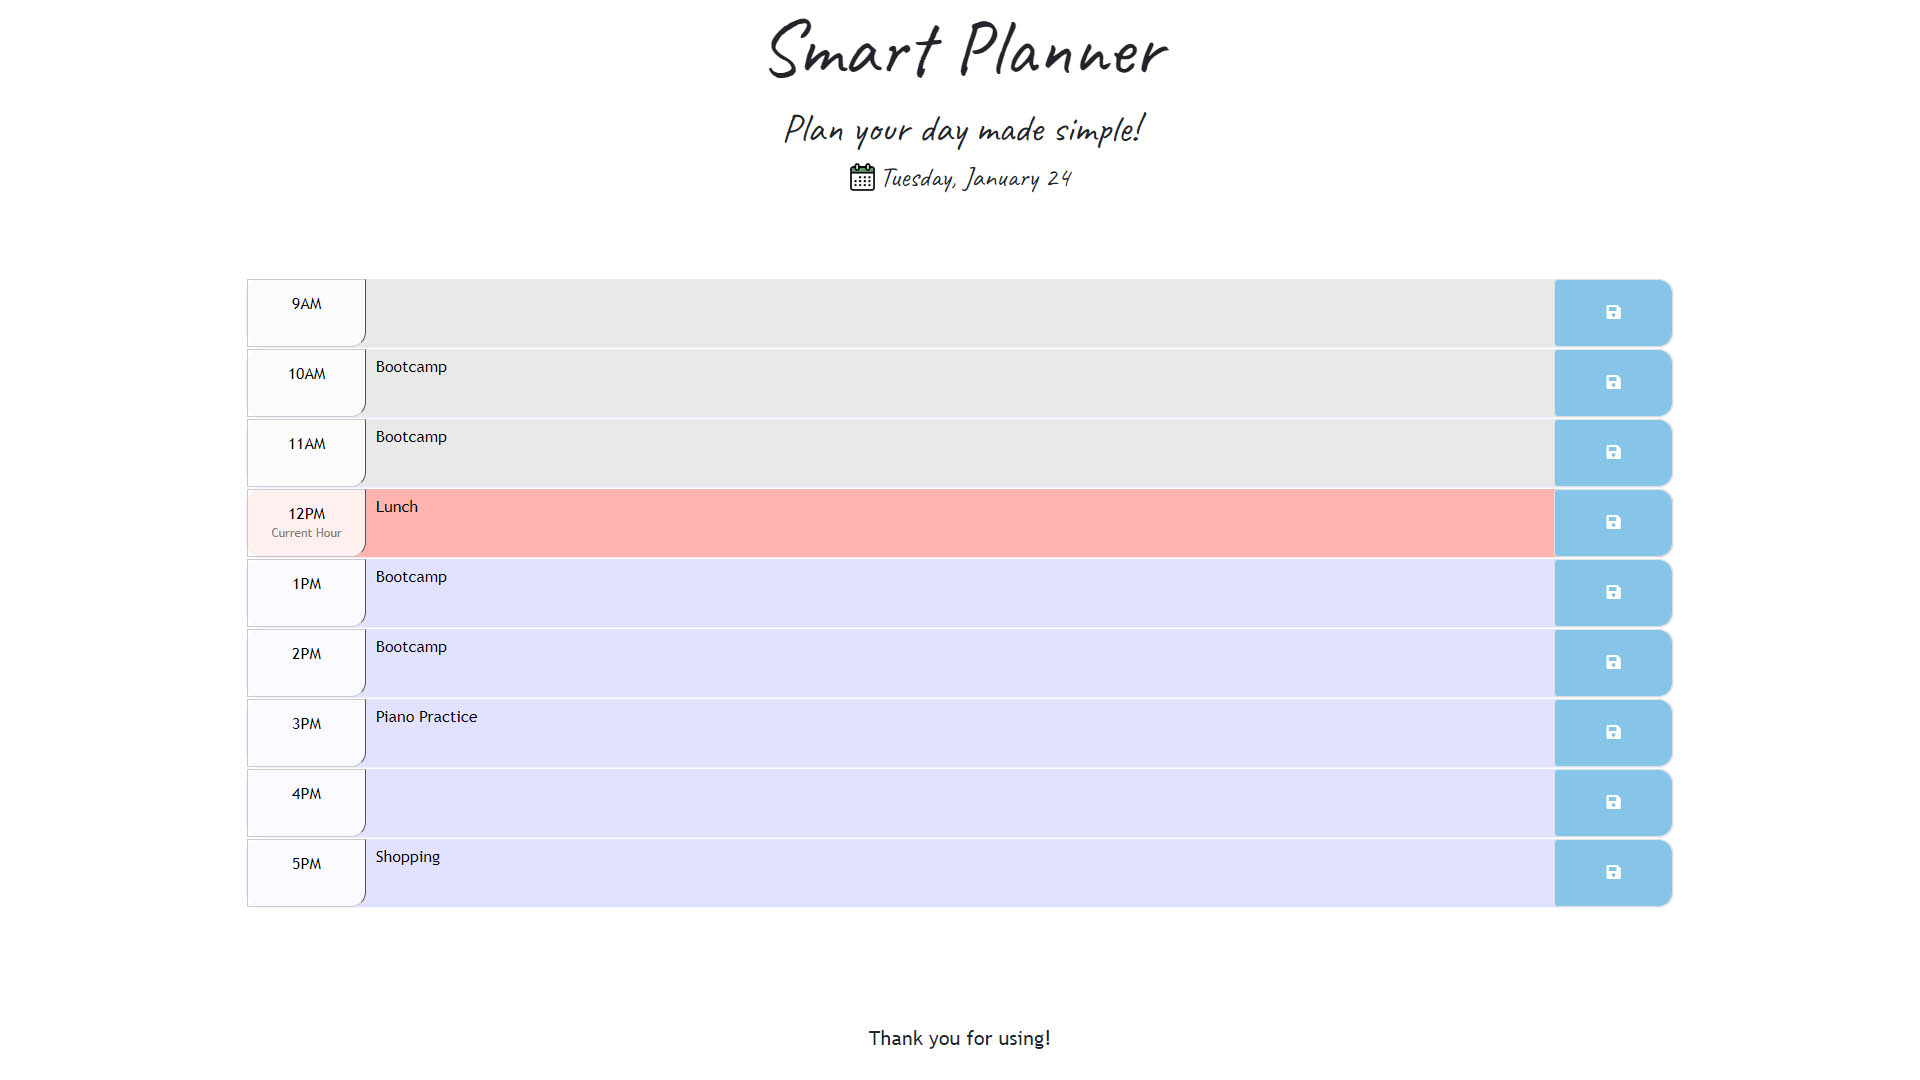 Smart Planner
Plan your day made simple!
Tuesday, January 24
9AM
10AM
Bootcamp
11AM
Bootcamp
12PM
Current Hour
Lunch
1PM
Bootcamp
2PM
Bootcamp
3PM
Piano Practice
4PM
5PM
Shopping
Thank you for using!